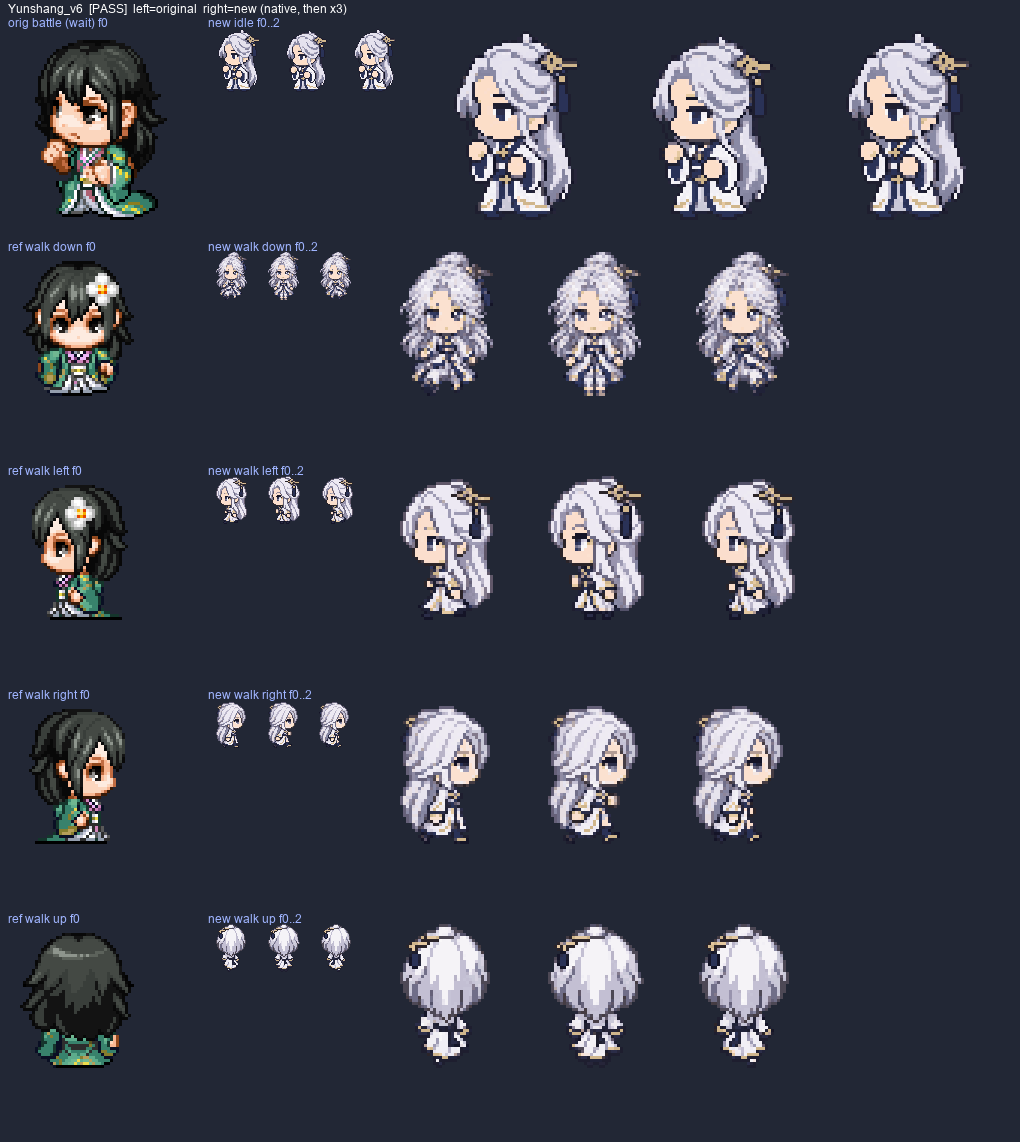 Yunshang_v6 [PASS] left=original right=new (native, then x3)
orig battle (wait) f0
new idle f0..2
ref walk down f0
new walk down f0..2
ref walk left f0
new walk left f0..2
ref walk right f0
new walk right f0..2
ref walk up f0
new walk up f0..2